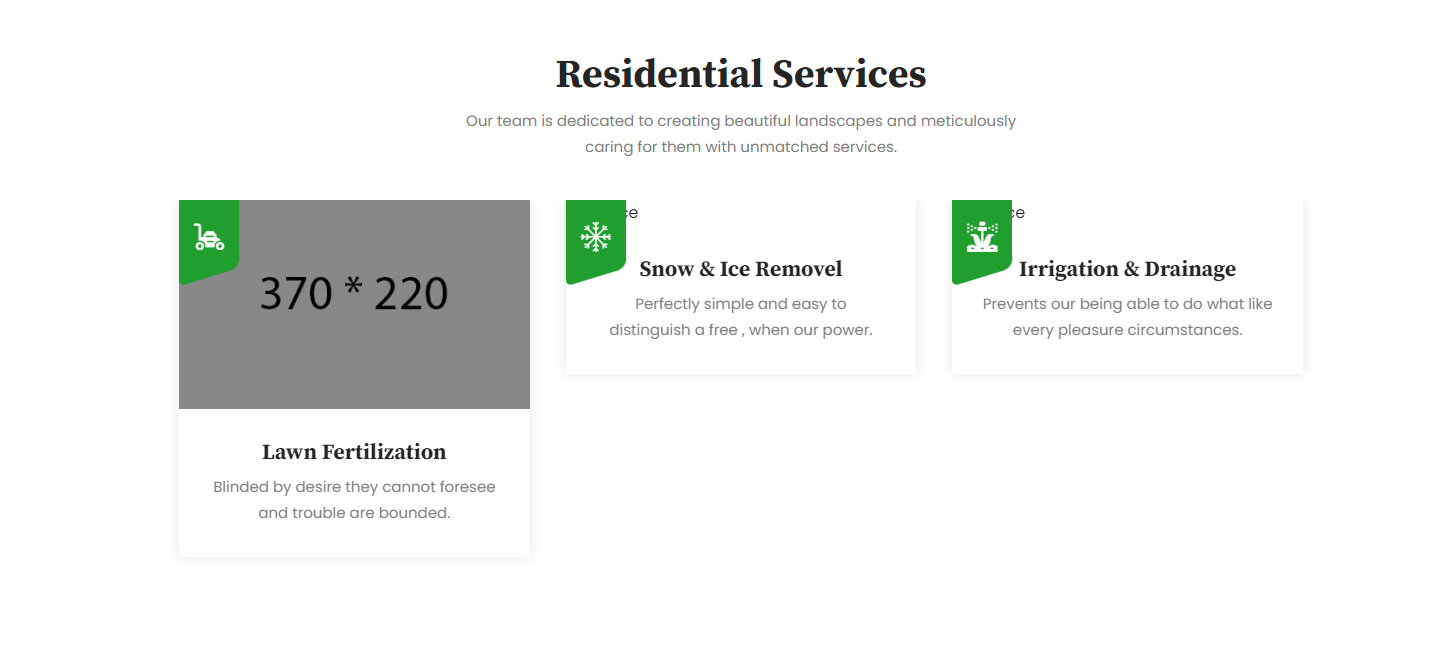 Residential Services
Our team is dedicated to creating beautiful landscapes and meticulously
caring for them with unmatched services.
370 * 220
Lawn Fertilization
Blinded by desire they cannot foresee
and trouble are bounded.
ce
Snow & Ice Removel
Perfectly simple and easy to
distinguish a free , when our power.
ce
Irrigation & Drainage
Prevents our being able to do what like
every pleasure circumstances.